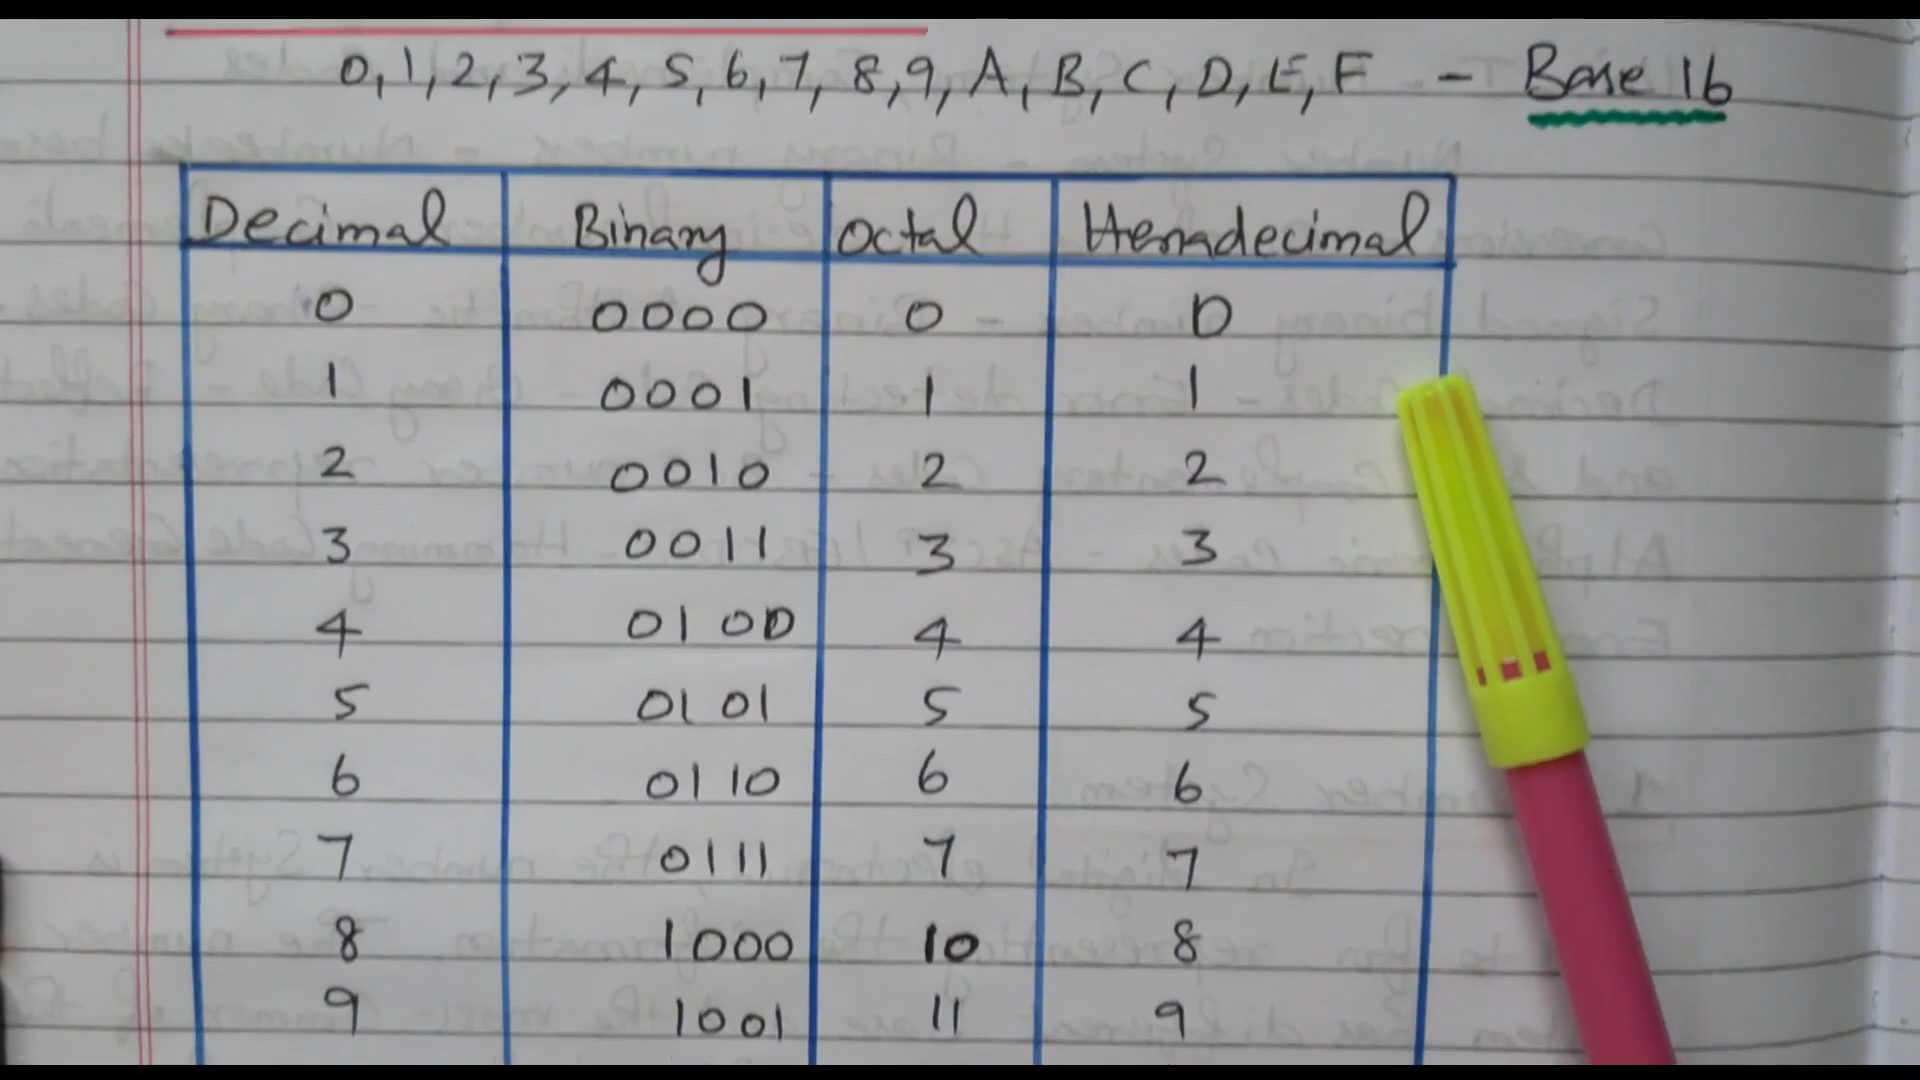 0, 1, 2, 3, 4, 5, 6, 7, 8, 9, A, B, C, D, E, F - Base 16
Decimal Binary Octal Hexadecimal
0 0000 0 0
1 0001 1 1
2 0010 2 2
3 0011 3 3
4 0100 4 4
5 0101 5 5
6 0110 6 6
7 0111 7 7
8 1000 10 8
9 1001 11 9